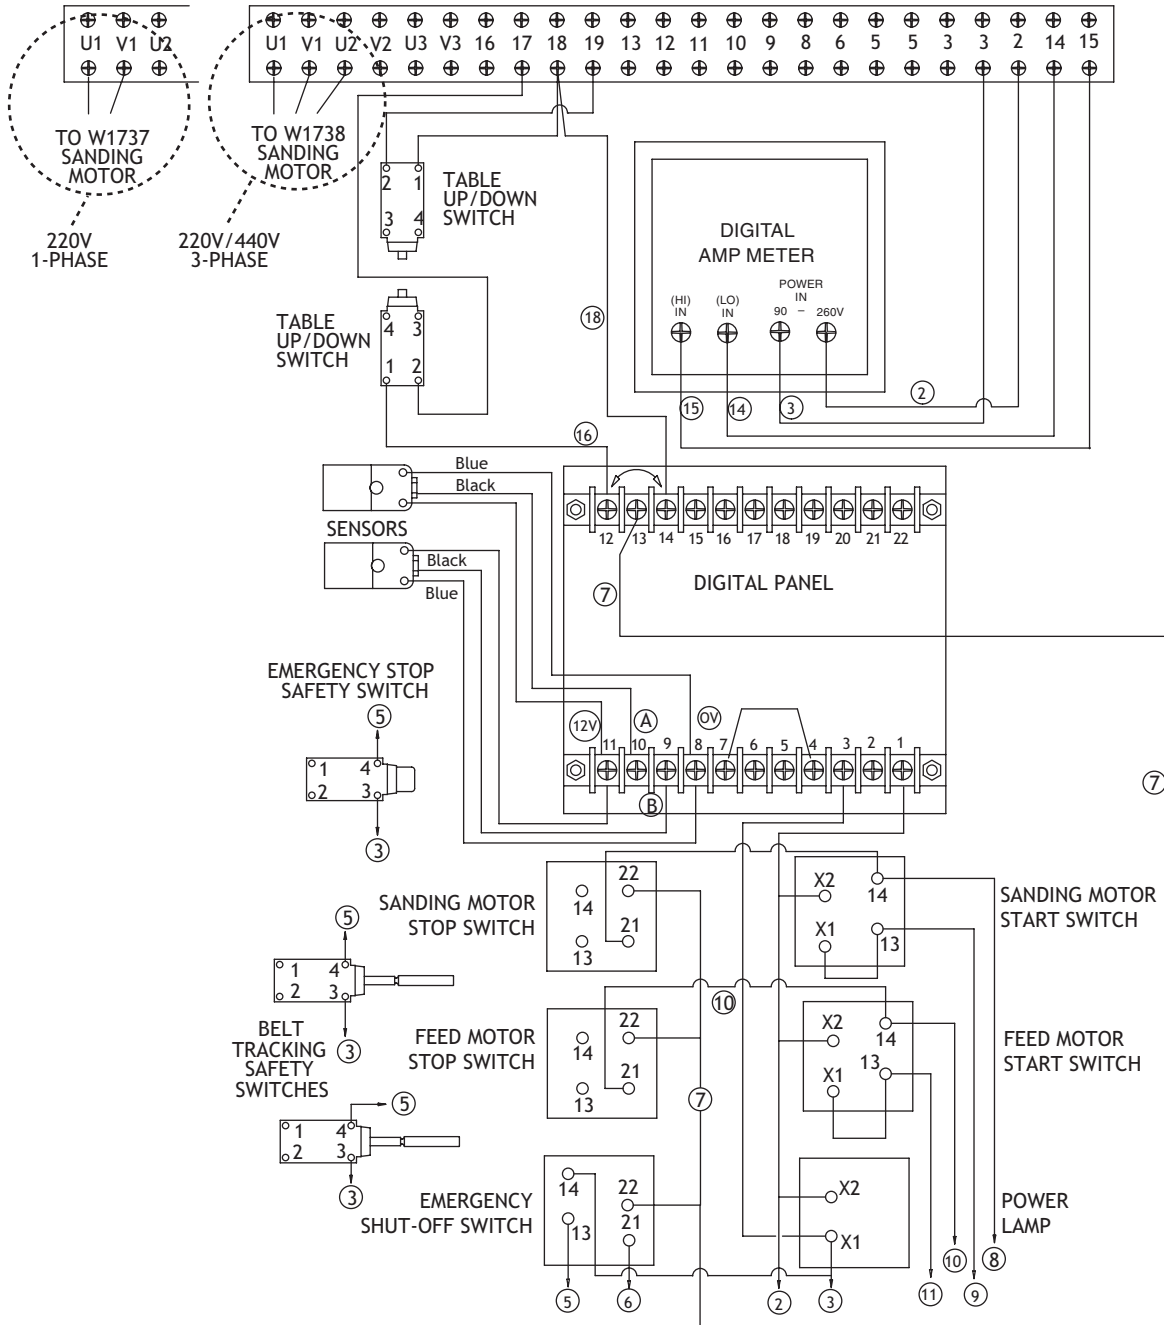 U1 V1 U2
U1 V1 U2 V2 U3 V3 16 17 18 19 13 12 11 10 9 8 6 5 5 3 3 2 14 15
TO W1737
SANDING
MOTOR
220V
1-PHASE
TO W1738
SANDING
MOTOR
220V/440V
3-PHASE
2 1
3 4
TABLE
UP/DOWN
SWITCH
TABLE
UP/DOWN
SWITCH
4 3
1 2
18
16
DIGITAL
AMP METER
POWER
IN
(HI)
IN
(LO)
IN
90 – 260V
15
14
3
2
Blue
Black
SENSORS
Black
Blue
12 13 14 15 16 17 18 19 20 21 22
7
DIGITAL PANEL
7
12V
A
0V
11 10 9 8 7 6 5 4 3 2 1
B
EMERGENCY STOP
SAFETY SWITCH
5
1 4
2 3
3
5
1 4
2 3
3
BELT
TRACKING
SAFETY
SWITCHES
5
1 4
2 3
3
SANDING MOTOR
STOP SWITCH
14 22
13 21
X2 14
X1 13
SANDING MOTOR
START SWITCH
10
FEED MOTOR
STOP SWITCH
14 22
13 21
7
X2 14
X1 13
FEED MOTOR
START SWITCH
EMERGENCY
SHUT-OFF SWITCH
14 22
13 21
X2
X1
POWER
LAMP
5
6
2
3
11
10
9
8